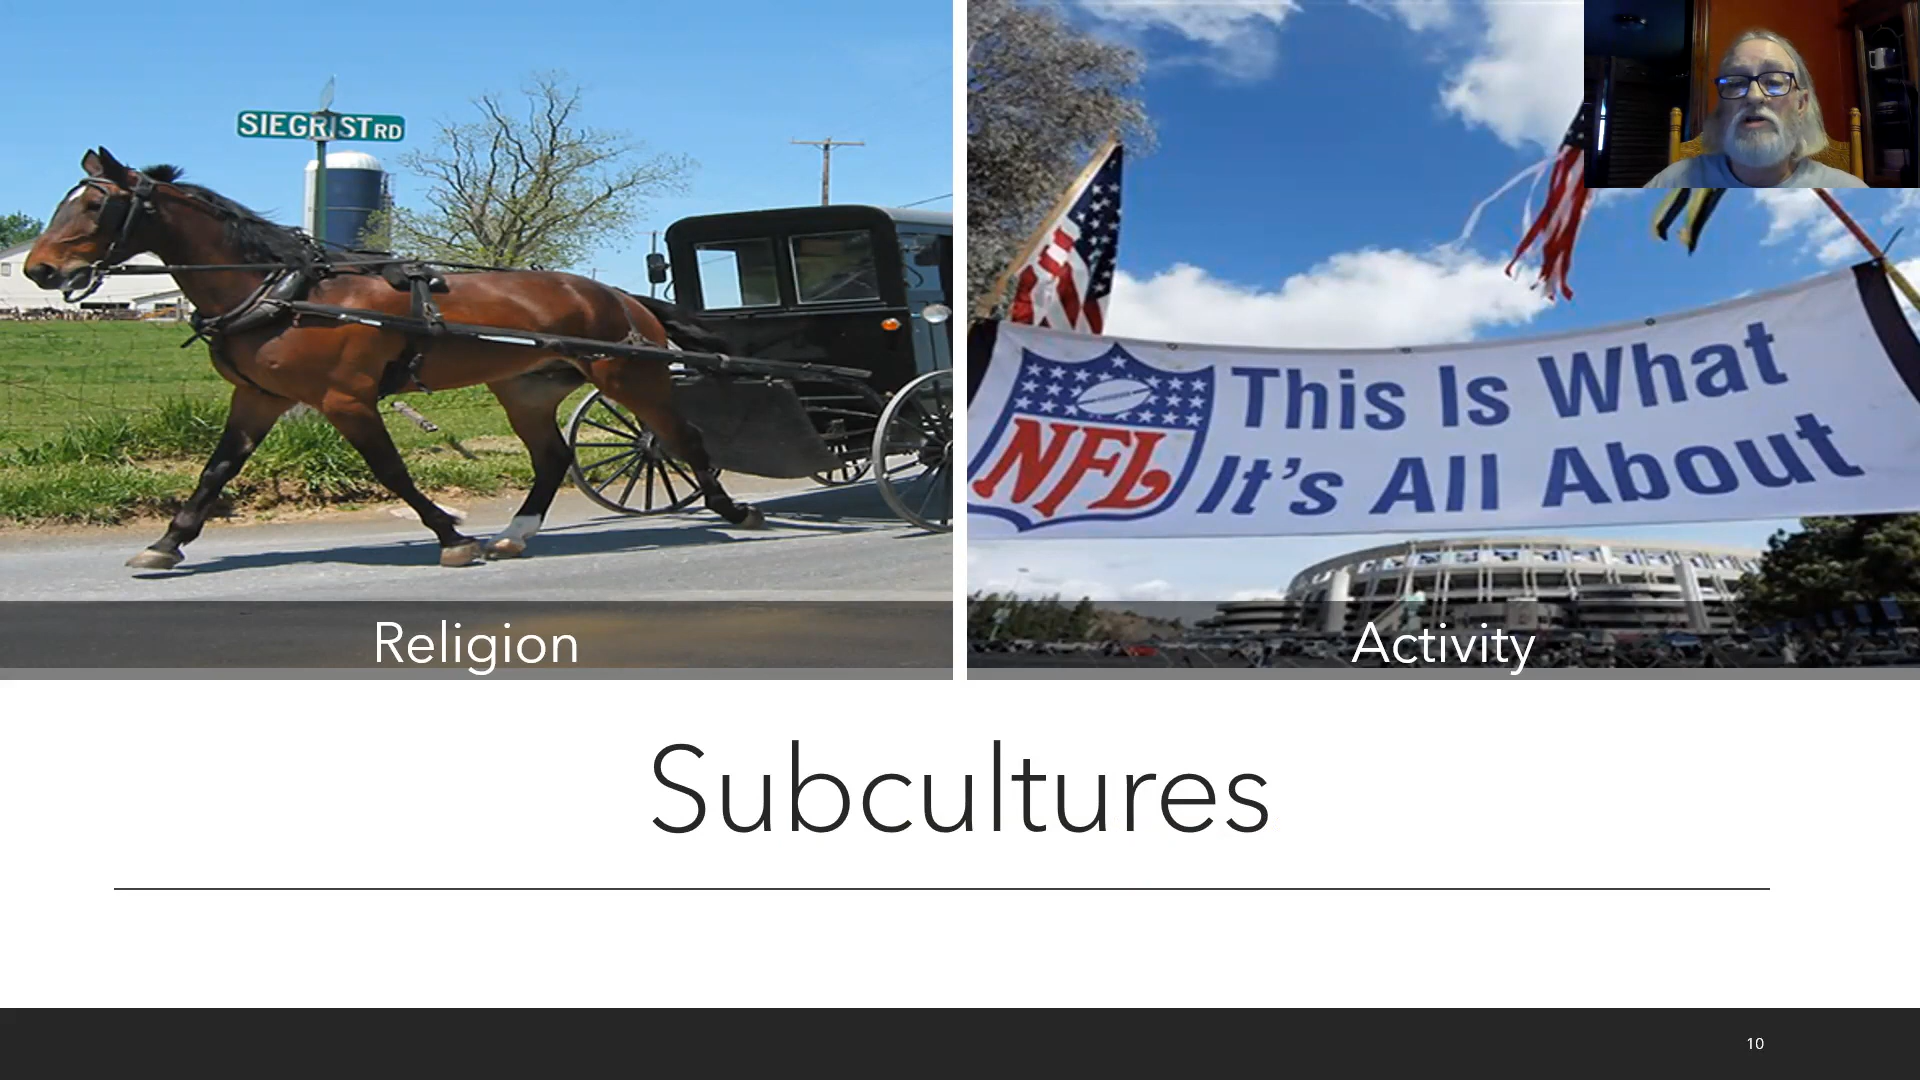 SIEGRIST RD
NFL
This Is What
It's All About
Religion
Activity
Subcultures
10